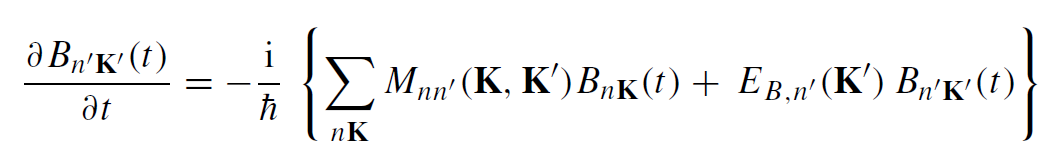 ∂B_{n′𝐊′}(t)/∂t = −(i/ħ) { ∑_{n𝐊} M_{nn′}(𝐊, 𝐊′)B_{n𝐊}(t) + E_{B,n′}(𝐊′) B_{n′𝐊′}(t) }